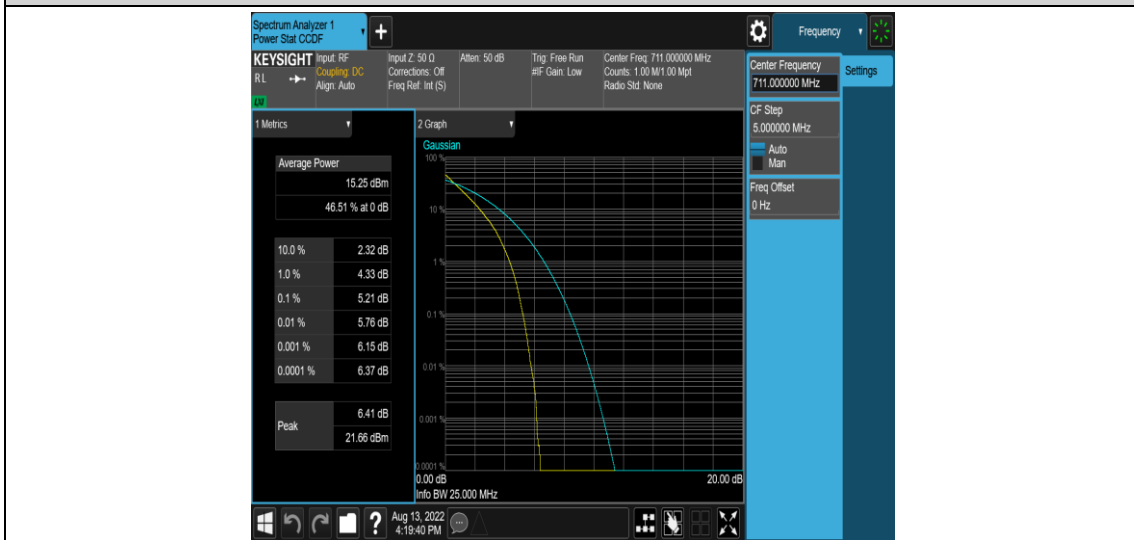 Spectrum Analyzer 1
Power Stat CCDF
+
Frequency
KEYSIGHT
RL
LXI
Input: RF
Coupling: DC
Align: Auto
Input Z: 50 Ω
Corrections: Off
Freq Ref: Int (S)
Atten: 50 dB
Trig: Free Run
#IF Gain: Low
Center Freq: 711.000000 MHz
Counts: 1.00 M/1.00 Mpt
Radio Std: None
Center Frequency
711.000000 MHz
Settings
CF Step
5.000000 MHz
Auto
Man
Freq Offset
0 Hz
1 Metrics
Average Power
15.25 dBm
46.51 % at 0 dB
10.0 % 2.32 dB
1.0 % 4.33 dB
0.1 % 5.21 dB
0.01 % 5.76 dB
0.001 % 6.15 dB
0.0001 % 6.37 dB
Peak
6.41 dB
21.66 dBm
2 Graph
Gaussian
100 %
10 %
1 %
0.1 %
0.01 %
0.001 %
0.0001 %
0.00 dB 20.00 dB
Info BW 25.000 MHz
?
Aug 13, 2022
4:19:40 PM